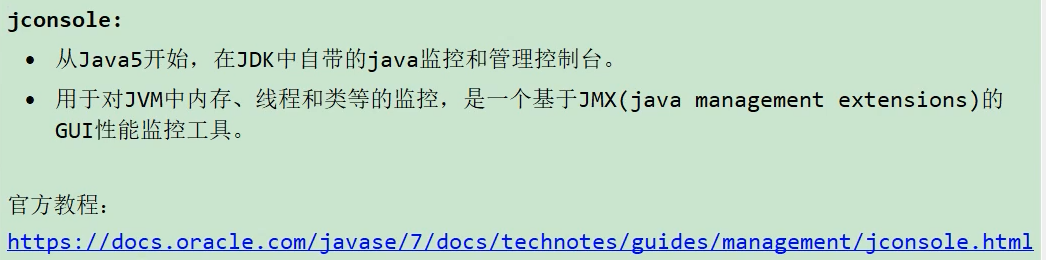 jconsole:
• 从Java5开始，在JDK中自带的java监控和管理控制台。
• 用于对JVM中内存、线程和类等的监控，是一个基于JMX(java management extensions)的
GUI性能监控工具。
官方教程：
https://docs.oracle.com/javase/7/docs/technotes/guides/management/jconsole.html